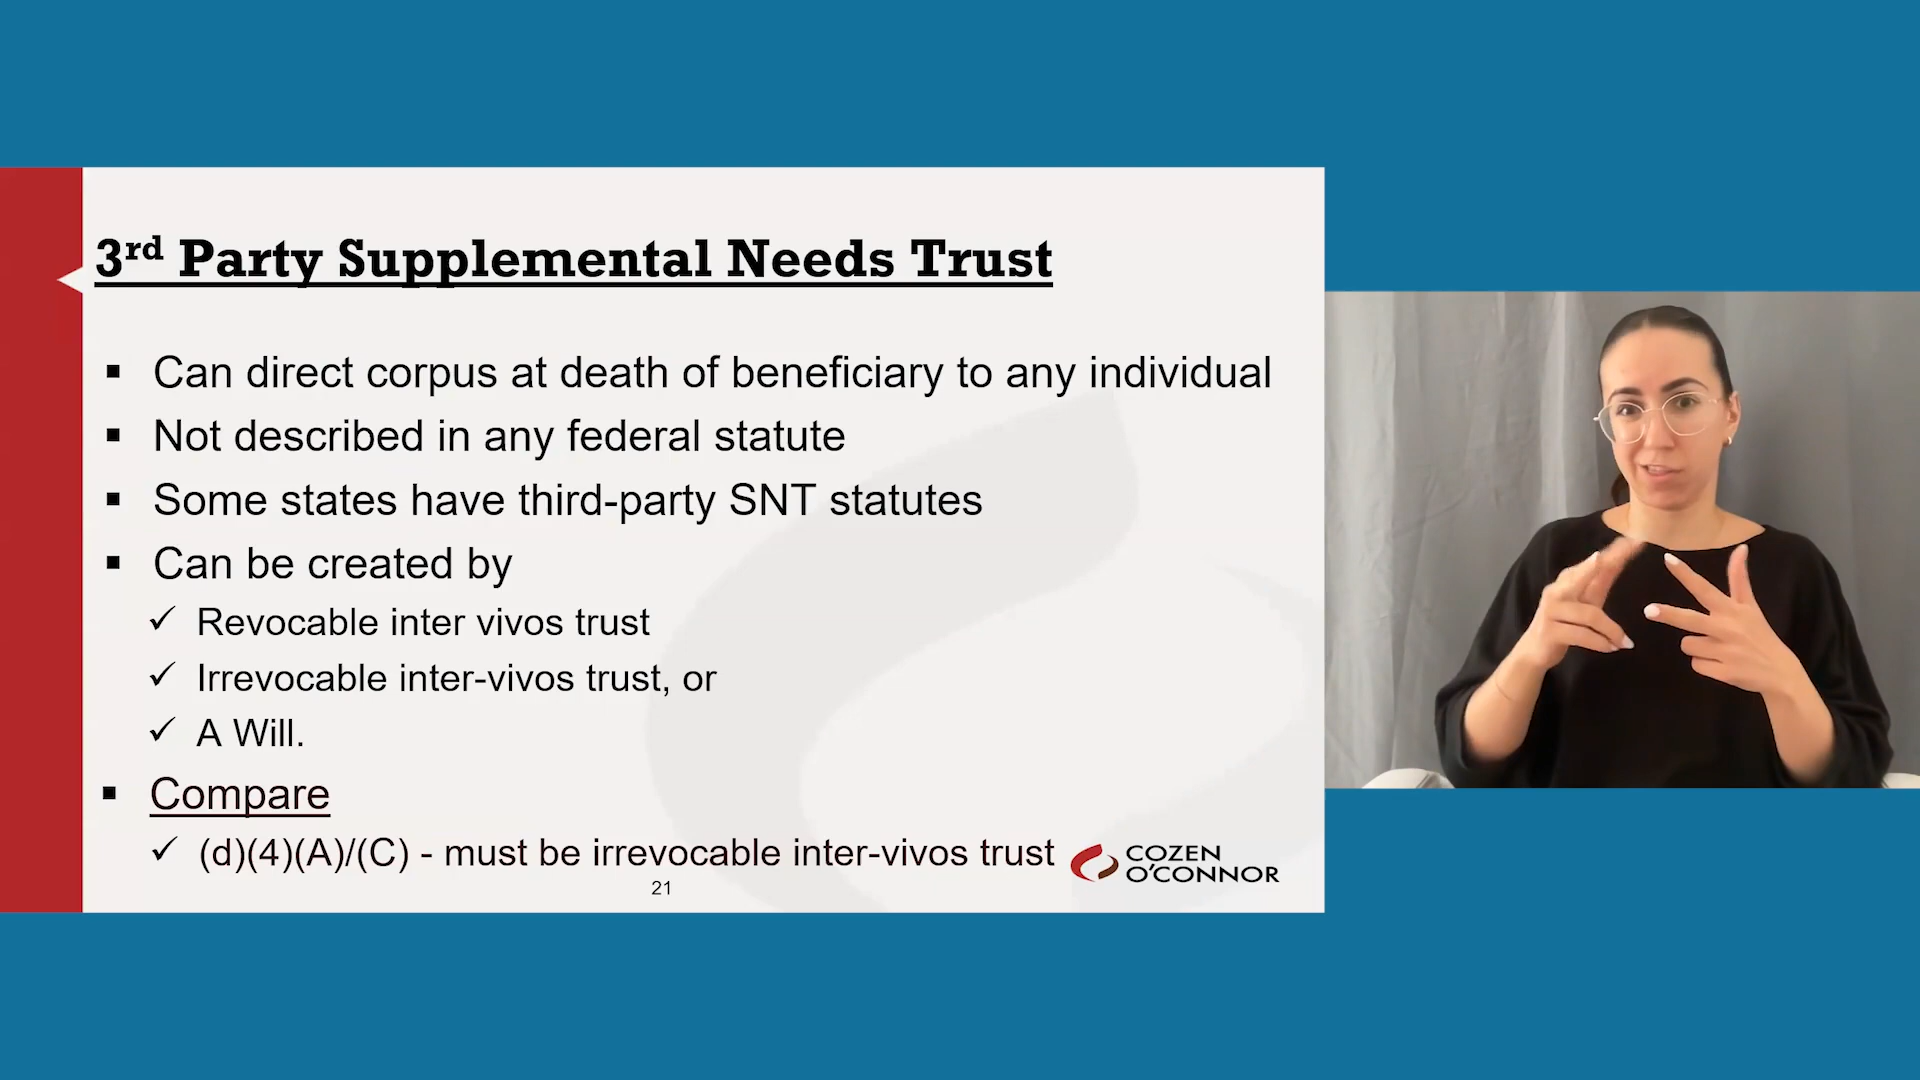 3rd Party Supplemental Needs Trust
▪ Can direct corpus at death of beneficiary to any individual
▪ Not described in any federal statute
▪ Some states have third-party SNT statutes
▪ Can be created by
✓ Revocable inter vivos trust
✓ Irrevocable inter-vivos trust, or
✓ A Will.
▪ Compare
✓ (d)(4)(A)/(C) - must be irrevocable inter-vivos trust
COZEN
O'CONNOR
21